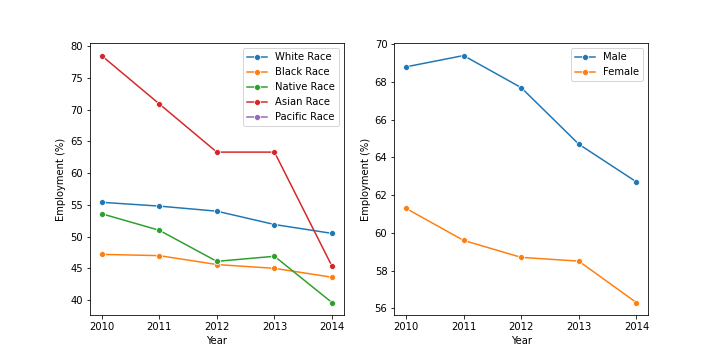 80
75
70
65
60
55
50
45
40
Employment (%)
2010 2011 2012 2013 2014
Year
White Race
Black Race
Native Race
Asian Race
Pacific Race
70
68
66
64
62
60
58
56
Employment (%)
2010 2011 2012 2013 2014
Year
Male
Female